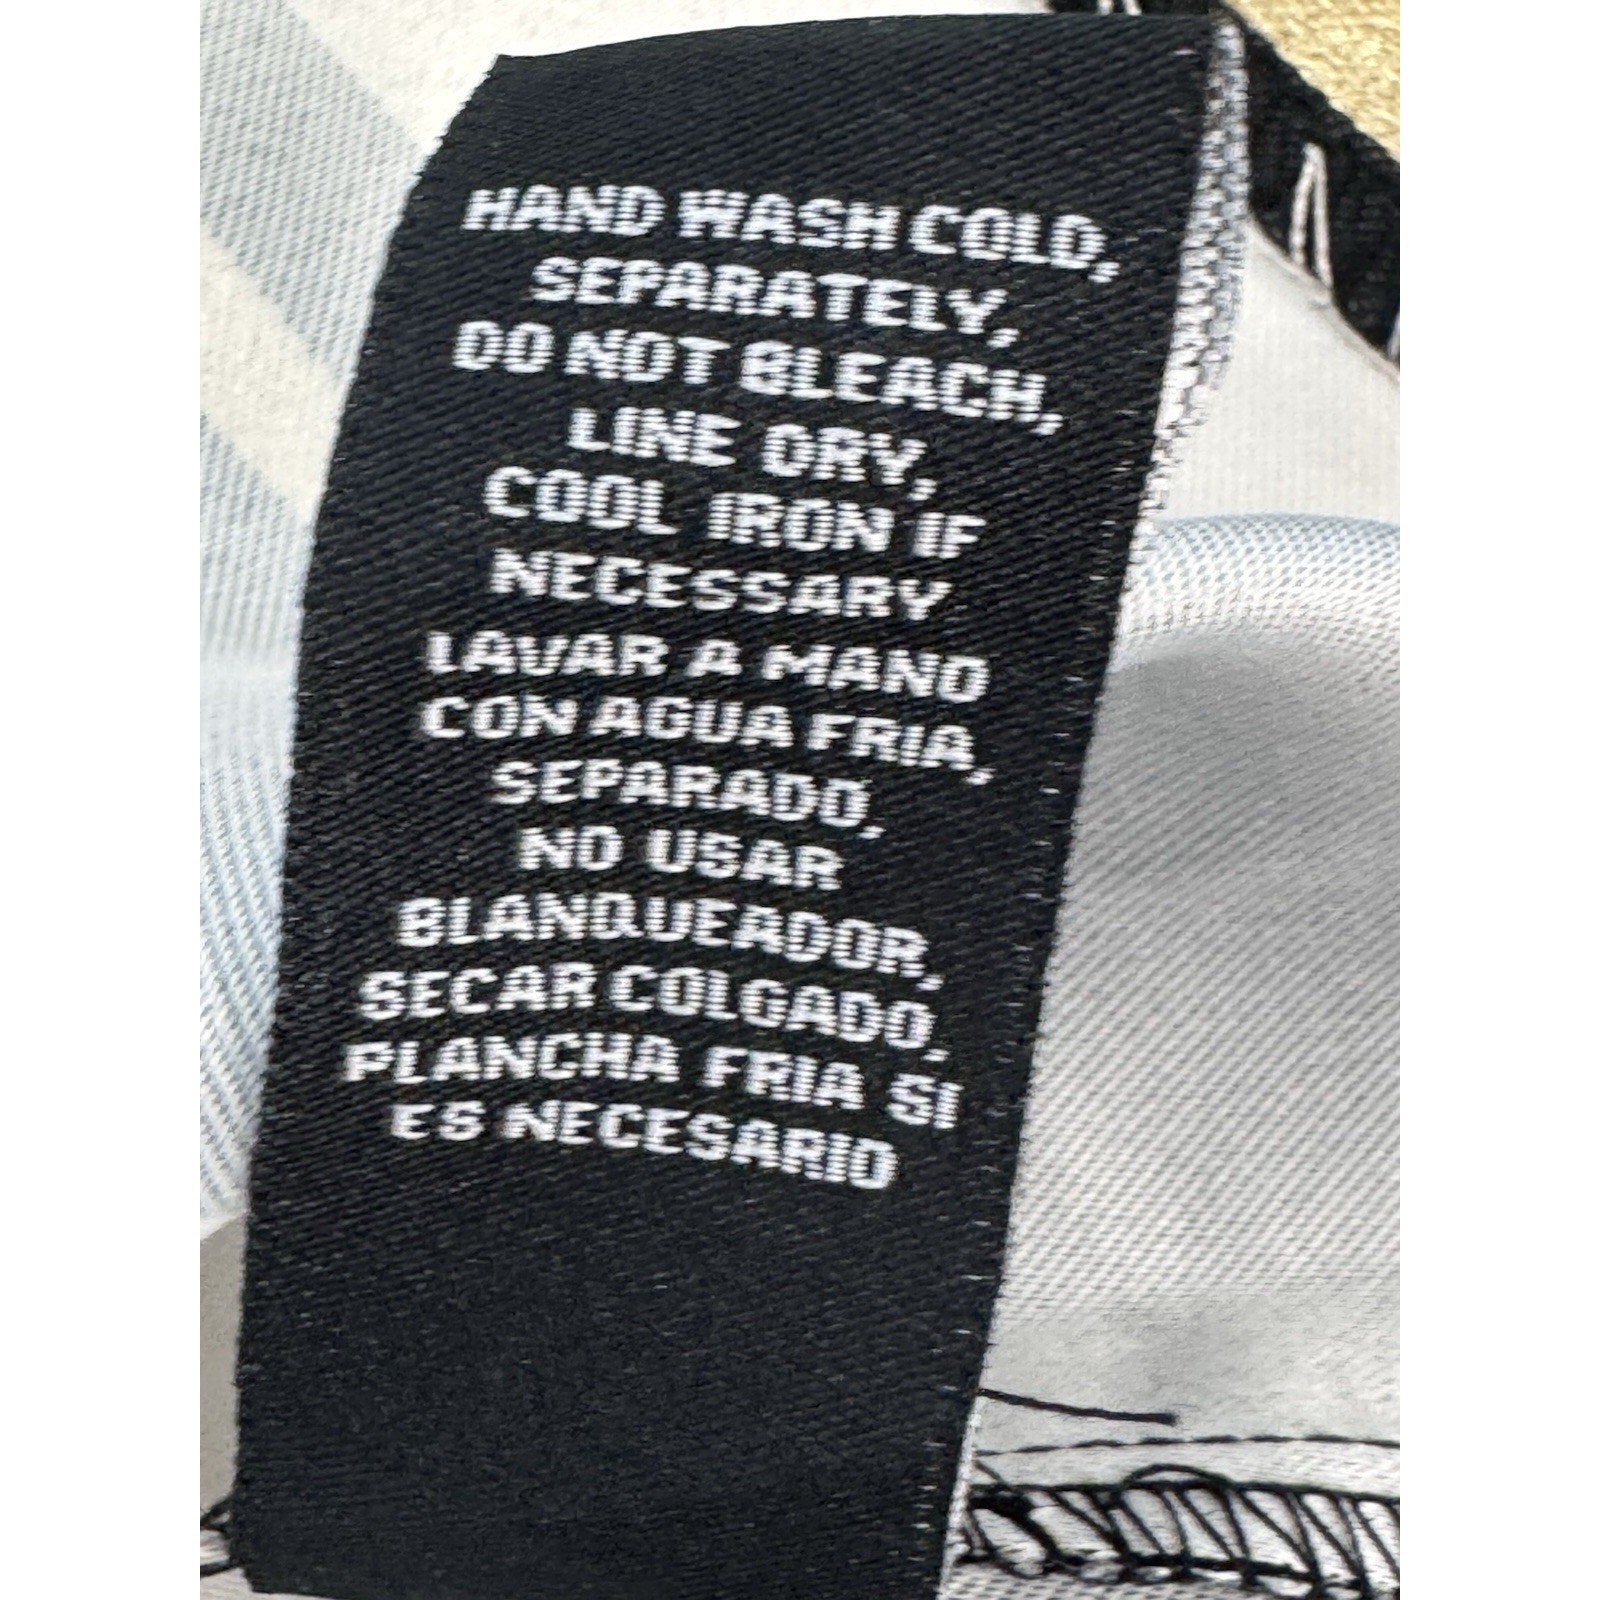 HAND WASH COLD,
SEPARATELY,
DO NOT BLEACH,
LINE DRY,
COOL IRON IF
NECESSARY
LAVAR A MANO
CON AGUA FRIA,
SEPARADO,
NO USAR
BLANQUEADOR,
SECAR COLGADO,
PLANCHA FRIA SI
ES NECESARIO